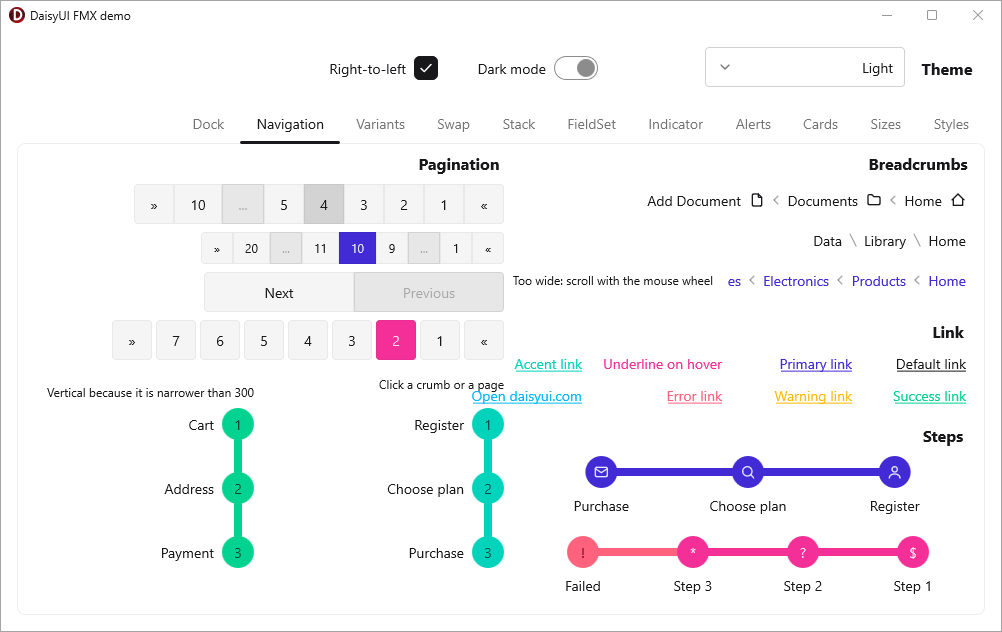 DaisyUI FMX demo
Right-to-left
Dark mode
Light
Theme
Dock Navigation Variants Swap Stack FieldSet Indicator Alerts Cards Sizes Styles
Pagination
» 10 ... 5 4 3 2 1 «
» 20 ... 11 10 9 ... 1 «
Next Previous
» 7 6 5 4 3 2 1 «
Click a crumb or a page
Vertical because it is narrower than 300
Cart 1
Address 2
Payment 3
Register 1
Choose plan 2
Purchase 3
Breadcrumbs
Add Document < Documents < Home
Data \ Library \ Home
Too wide: scroll with the mouse wheel
es < Electronics < Products < Home
Link
Accent link Underline on hover Primary link Default link
Open daisyui.com Error link Warning link Success link
Steps
Purchase Choose plan Register
! * ? $
Failed Step 3 Step 2 Step 1